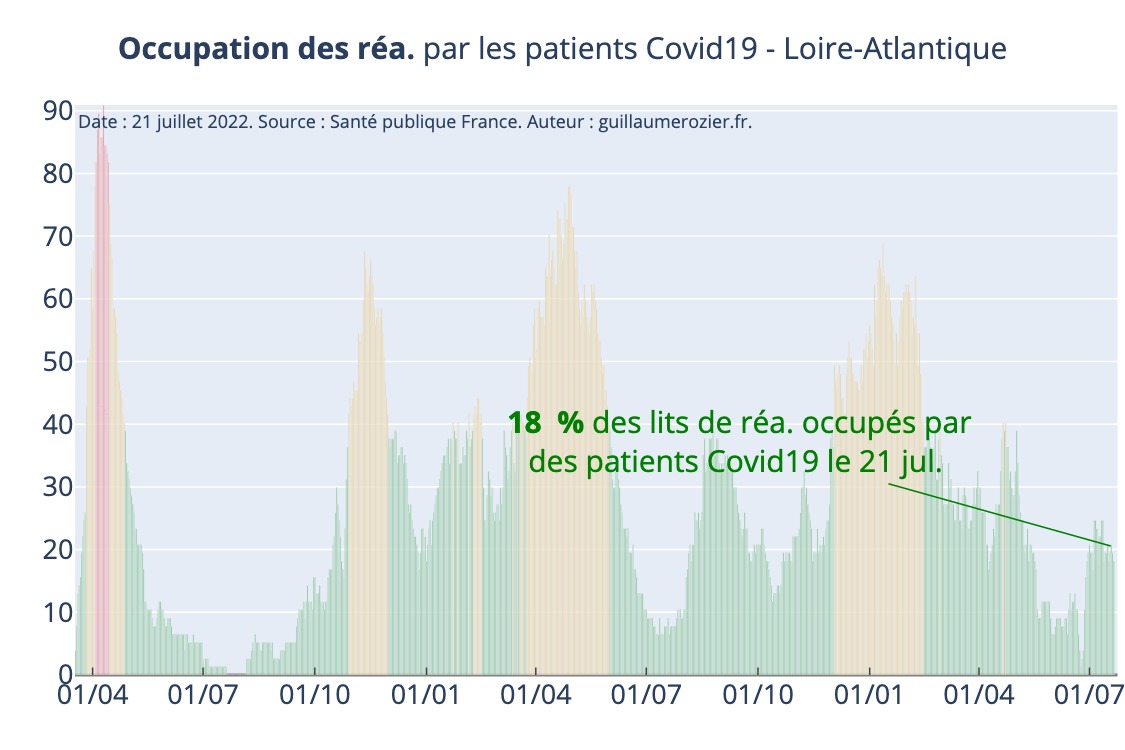 Occupation des réa. par les patients Covid19 - Loire-Atlantique
90
Date : 21 juillet 2022. Source : Santé publique France. Auteur : guillaumerozier.fr.
80
70
60
50
40
18 % des lits de réa. occupés par
des patients Covid19 le 21 jul.
30
20
10
0
01/04 01/07 01/10 01/01 01/04 01/07 01/10 01/01 01/04 01/07